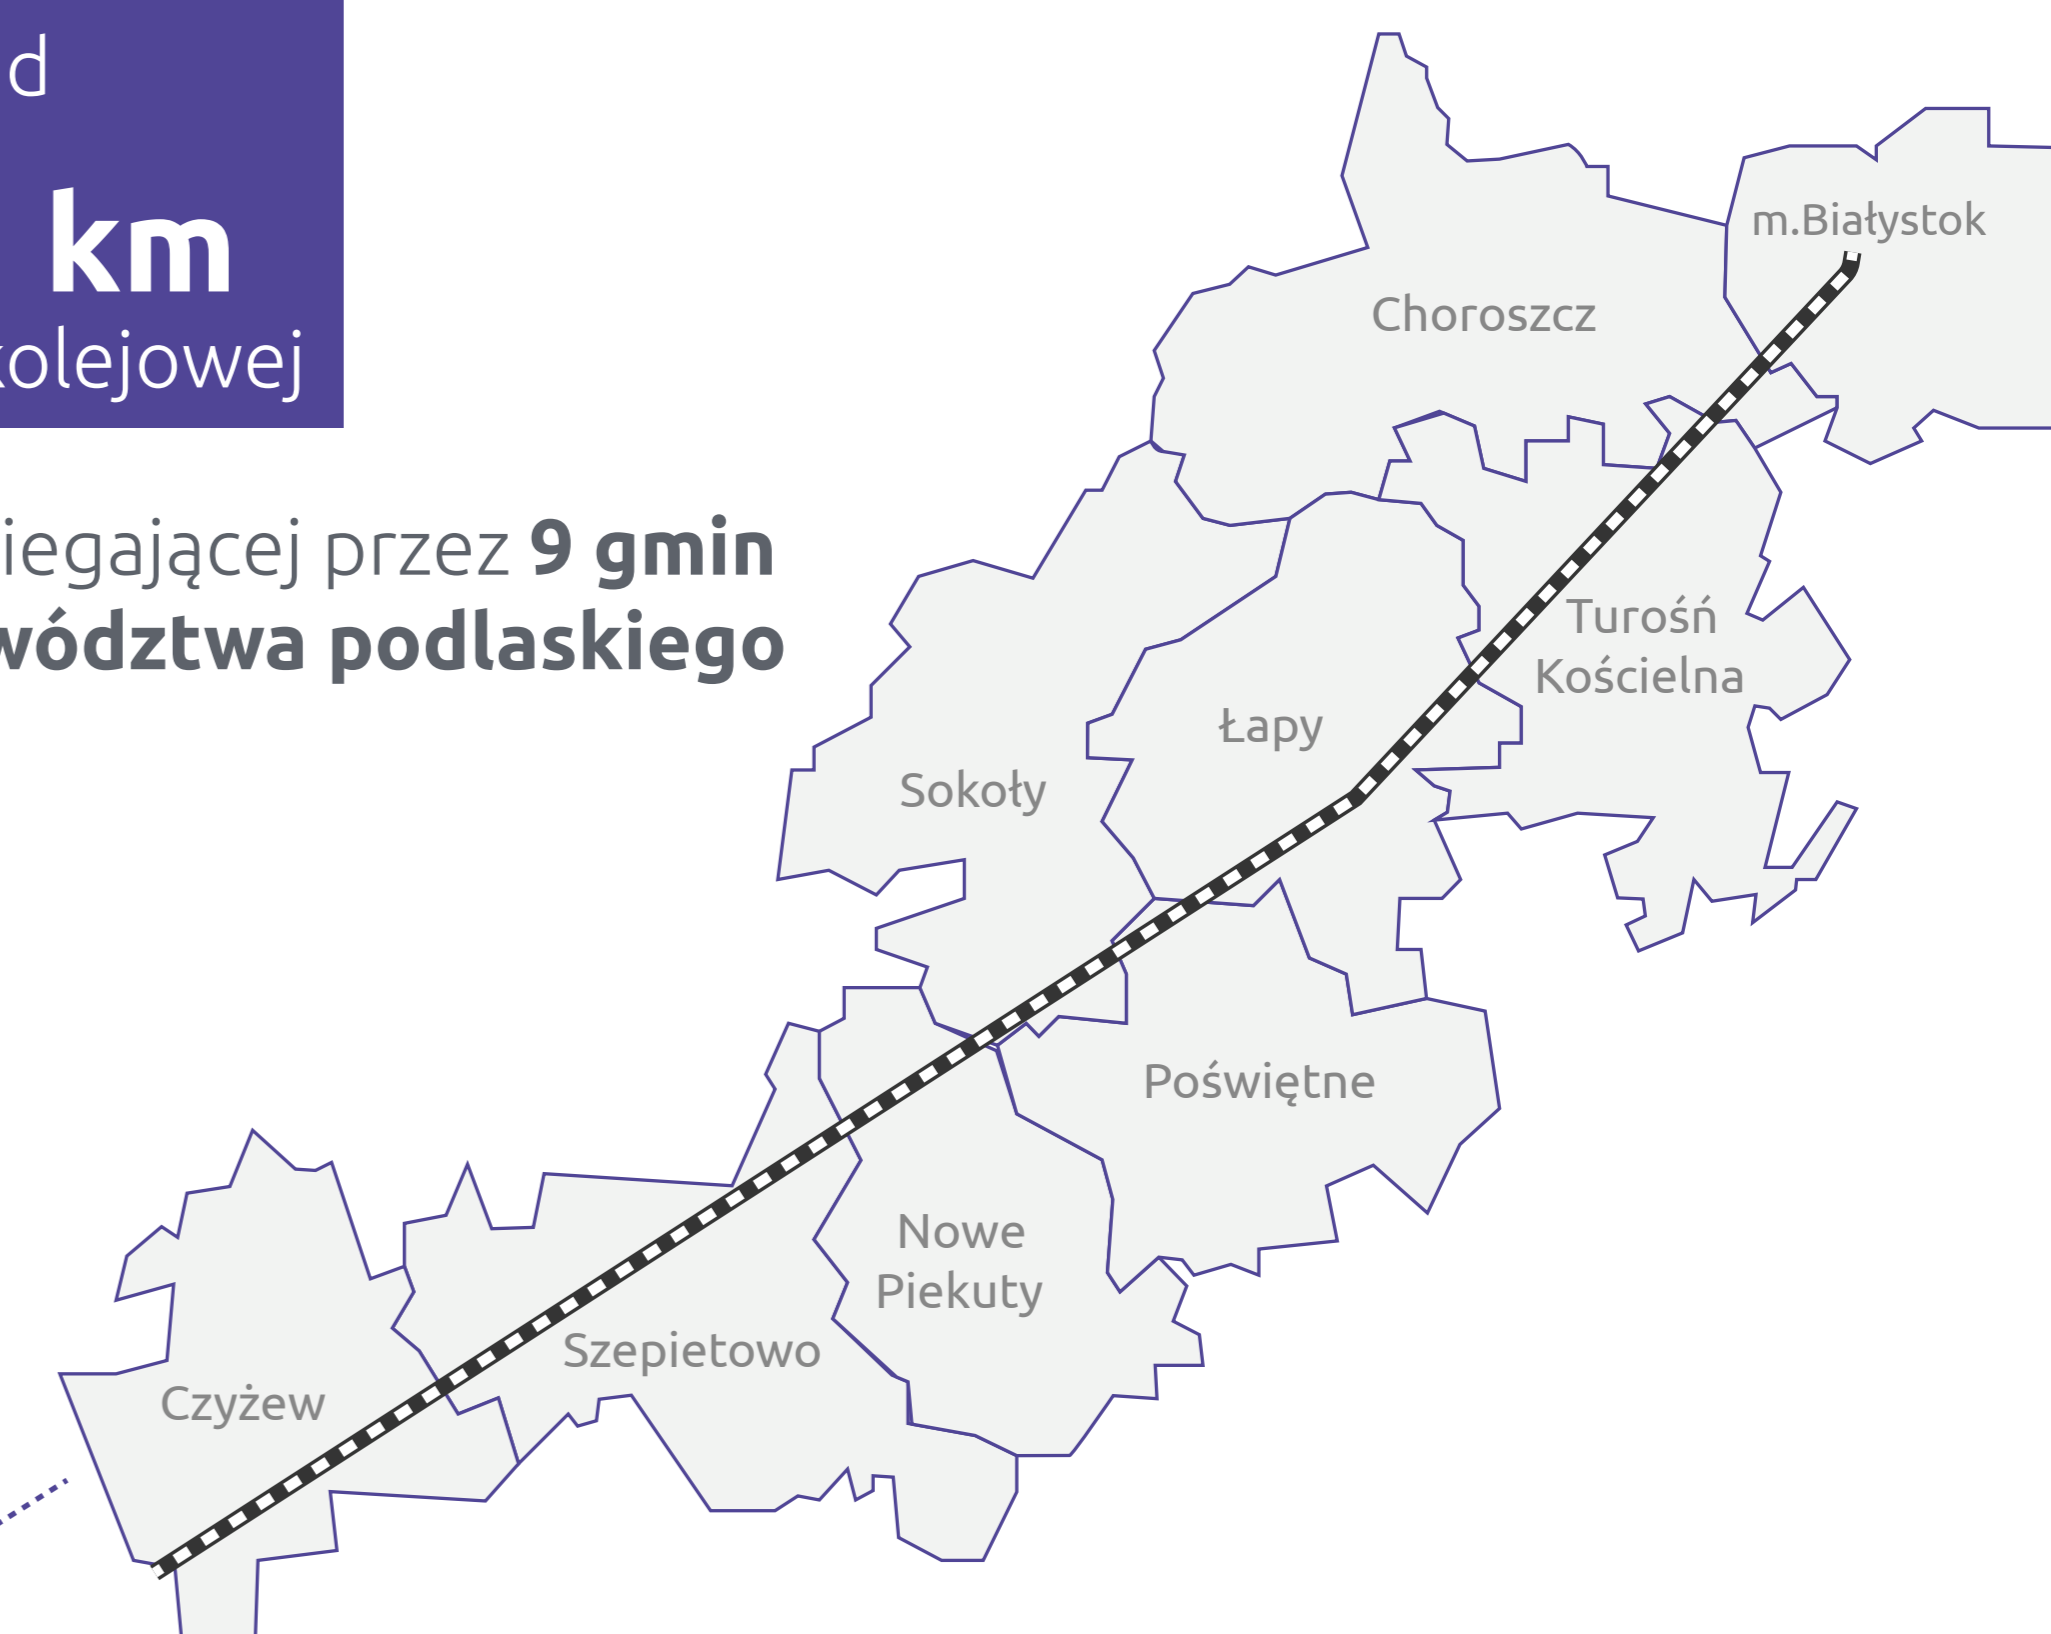 d
km
kolejowej
iegającej przez 9 gmin
wództwa podlaskiego
m.Białystok
Choroszcz
Turośń
Kościelna
Łapy
Sokoły
Poświętne
Nowe
Piekuty
Szepietowo
Czyżew